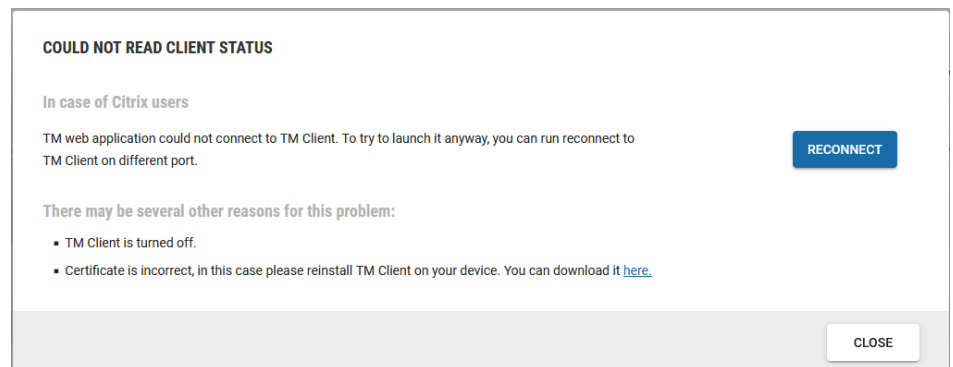 COULD NOT READ CLIENT STATUS
In case of Citrix users
TM web application could not connect to TM Client. To try to launch it anyway, you can run reconnect to
TM Client on different port.
RECONNECT
There may be several other reasons for this problem:
▪ TM Client is turned off.
▪ Certificate is incorrect, in this case please reinstall TM Client on your device. You can download it here.
CLOSE